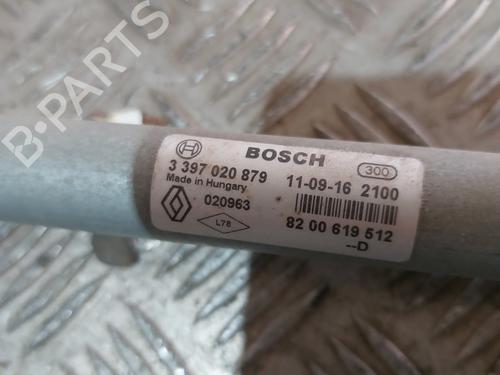 B-PARTS
BOSCH
300
3 397 020 879
11-09-16 2100
Made in Hungary
020963
L78
82 00 619 512
--D